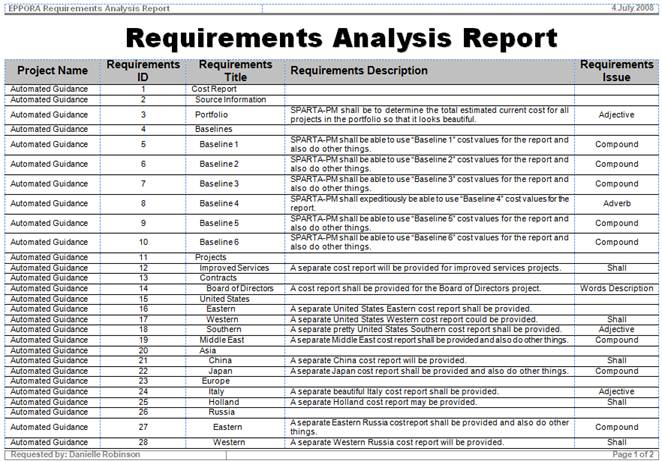 EPPORA Requirements Analysis Report 4 July 2008
Requirements Analysis Report
Project Name Requirements ID Requirements Title Requirements Description Requirements Issue
Automated Guidance 1 Cost Report
Automated Guidance 2 Source Information
Automated Guidance 3 Portfolio SPARTA-PM shall be to determine the total estimated current cost for all
projects in the portfolio so that it looks beautiful. Adjective
Automated Guidance 4 Baselines
Automated Guidance 5 Baseline 1 SPARTA-PM shall be able to use "Baseline 1" cost values for the report and
also do other things. Compound
Automated Guidance 6 Baseline 2 SPARTA-PM shall be able to use "Baseline 2" cost values for the report and
also do other things. Compound
Automated Guidance 7 Baseline 3 SPARTA-PM shall be able to use "Baseline 3" cost values for the report and
also do other things. Compound
Automated Guidance 8 Baseline 4 SPARTA-PM shall expeditiously be able to use "Baseline 4" cost values for the
report. Adverb
Automated Guidance 9 Baseline 5 SPARTA-PM shall be able to use "Baseline 5" cost values for the report and
also do other things. Compound
Automated Guidance 10 Baseline 6 SPARTA-PM shall be able to use "Baseline 6" cost values for the report and
also do other things. Compound
Automated Guidance 11 Projects
Automated Guidance 12 Improved Services A separate cost report will be provided for improved services projects. Shall
Automated Guidance 13 Contracts
Automated Guidance 14 Board of Directors A cost report shall be provided for the Board of Directors project. Words Description
Automated Guidance 15 United States
Automated Guidance 16 Eastern A separate United States Eastern cost report shall be provided.
Automated Guidance 17 Western A separate United States Western cost report could be provided. Shall
Automated Guidance 18 Southern A separate pretty United States Southern cost report shall be provided. Adjective
Automated Guidance 19 Middle East A separate Middle East cost report shall be provided and also do other things. Compound
Automated Guidance 20 Asia
Automated Guidance 21 China A separate China cost report will be provided. Shall
Automated Guidance 22 Japan A separate Japan cost report shall be provided and also do other things. Compound
Automated Guidance 23 Europe
Automated Guidance 24 Italy A separate beautiful Italy cost report shall be provided. Adjective
Automated Guidance 25 Holland A separate Holland cost report may be provided. Shall
Automated Guidance 26 Russia
Automated Guidance 27 Eastern A separate Eastern Russia cost report shall be provided and also do other
things. Compound
Automated Guidance 28 Western A separate Western Russia cost report will be provided. Shall
Requested by: Danielle Robinson Page 1 of 2